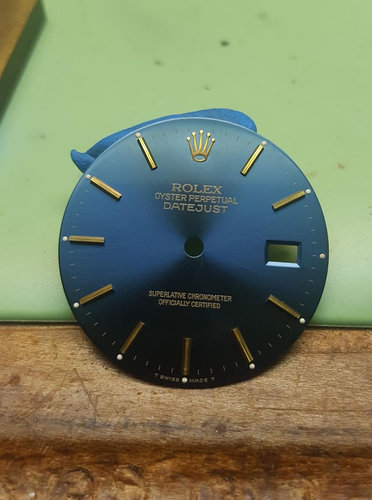 ROLEX
OYSTER PERPETUAL
DATEJUST
SUPERLATIVE CHRONOMETER
OFFICIALLY CERTIFIED
T SWISS MADE T